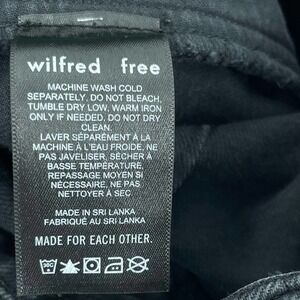 wilfred free
MACHINE WASH COLD
SEPARATELY. DO NOT BLEACH,
TUMBLE DRY LOW, WARM IRON
ONLY IF NEEDED. DO NOT DRY
CLEAN.
LAVER SÉPARÉMENT À LA
MACHINE À L'EAU FROIDE. NE
PAS JAVELISER, SÉCHER À
BASSE TEMPÉRATURE,
REPASSAGE MOYEN SI
NÉCESSAIRE, NE PAS
NETTOYER À SEC.
MADE IN SRI LANKA
FABRIQUÉ AU SRI LANKA
MADE FOR EACH OTHER.
30C